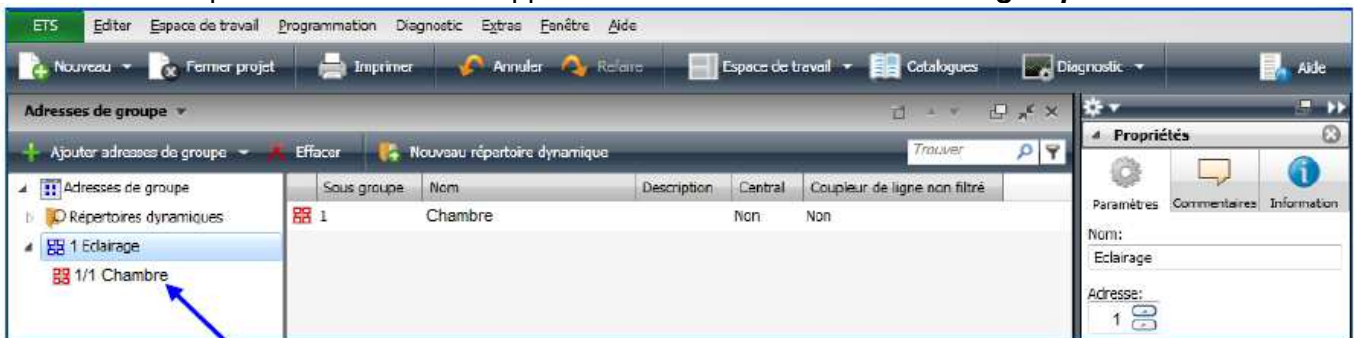 ETS Editer Espace de travail Programmation Diagnostic Extras Fenêtre Aide
Nouveau Fermer projet Imprimer Annuler Refaire Espace de travail Catalogues Diagnostic Aide
Adresses de groupe
Propriétés
Ajouter adresses de groupe Effacer Nouveau répertoire dynamique Trouver
Adresses de groupe Sous groupe Nom Description Central Coupleur de ligne non filtré
Paramètres Commentaires Information
Répertoires dynamiques 1 Chambre Non Non
Nom:
1 Eclairage
Eclairage
1/1 Chambre
Adresse:
1